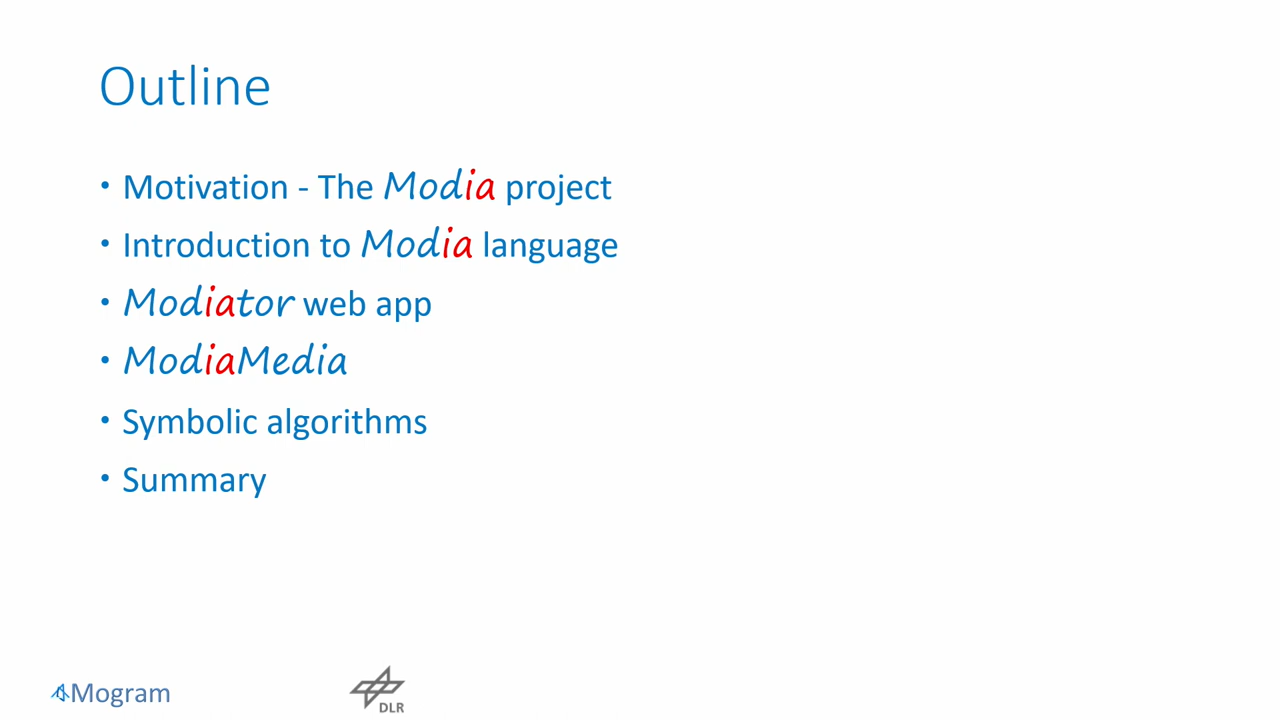 Outline
• Motivation - The Modia project
• Introduction to Modia language
• Modiator web app
• ModiaMedia
• Symbolic algorithms
• Summary
Mogram
DLR